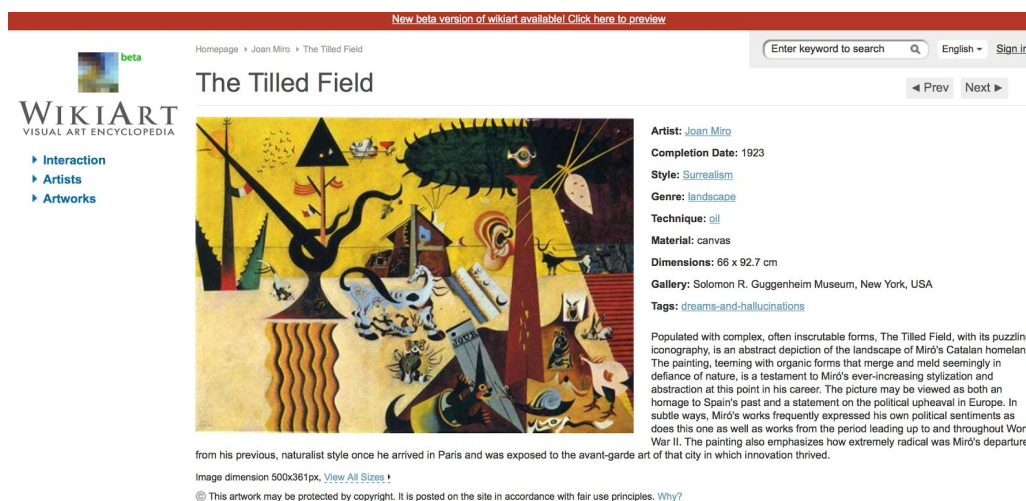 New beta version of wikiart available! Click here to preview
Homepage ▸ Joan Miro ▸ The Tilled Field
Enter keyword to search
English
Sign in
beta
WIKIART
VISUAL ART ENCYCLOPEDIA
Interaction
Artists
Artworks
The Tilled Field
◄ Prev
Next ►
JOUR
Artist: Joan Miro
Completion Date: 1923
Style: Surrealism
Genre: landscape
Technique: oil
Material: canvas
Dimensions: 66 x 92.7 cm
Gallery: Solomon R. Guggenheim Museum, New York, USA
Tags: dreams-and-hallucinations
Populated with complex, often inscrutable forms, The Tilled Field, with its puzzlin
iconography, is an abstract depiction of the landscape of Miró's Catalan homelan
The painting, teeming with organic forms that merge and meld seemingly in
defiance of nature, is a testament to Miró's ever-increasing stylization and
abstraction at this point in his career. The picture may be viewed as both an
homage to Spain's past and a statement on the political upheaval in Europe. In
subtle ways, Miró's works frequently expressed his own political sentiments as
does this one as well as works from the period leading up to and throughout Wor
War II. The painting also emphasizes how extremely radical was Miró's departure
from his previous, naturalist style once he arrived in Paris and was exposed to the avant-garde art of that city in which innovation thrived.
Image dimension 500x361px, View All Sizes
© This artwork may be protected by copyright. It is posted on the site in accordance with fair use principles. Why?